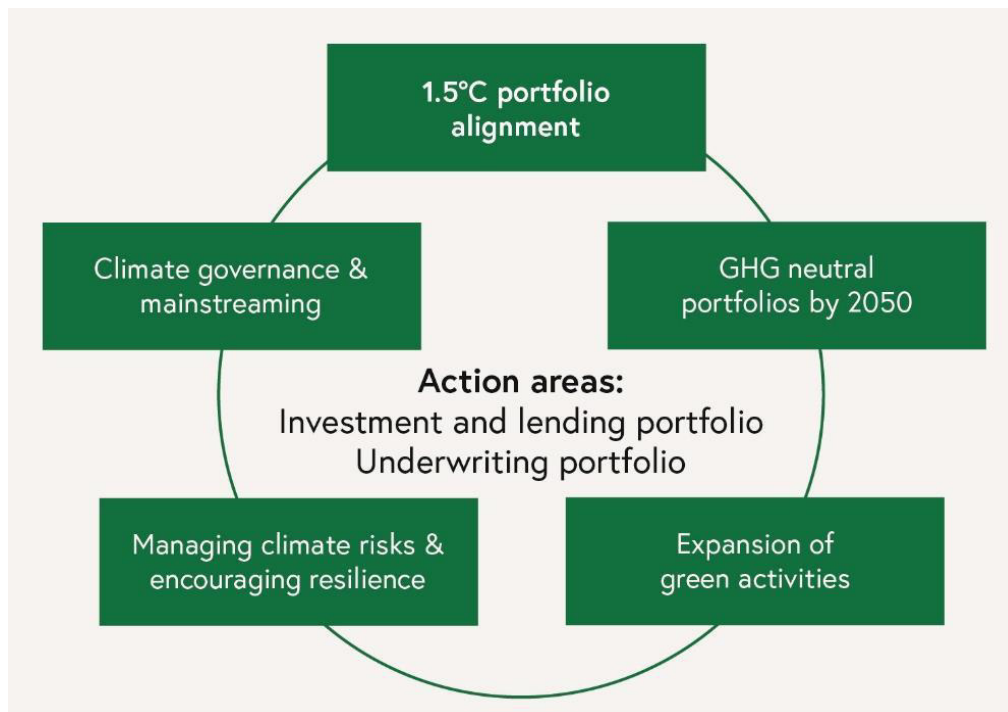 1.5°C portfolio
alignment
Climate governance &
mainstreaming
GHG neutral
portfolios by 2050
Action areas:
Investment and lending portfolio
Underwriting portfolio
Managing climate risks &
encouraging resilience
Expansion of
green activities